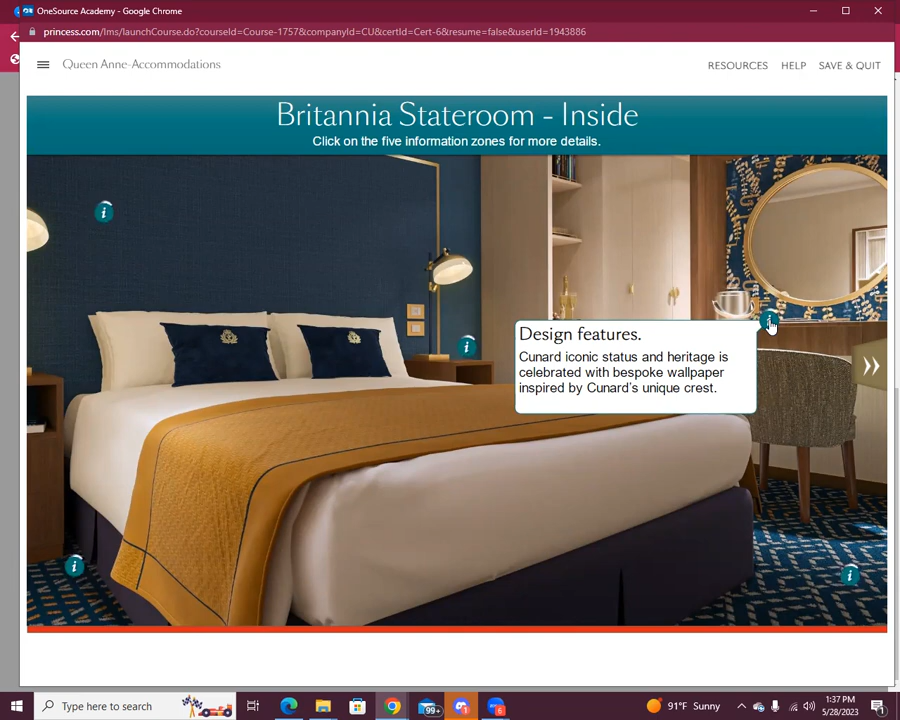 OneSource Academy - Google Chrome
princess.com/lms/launchCourse.do?courseId=Course-1757&companyId=CU&certId=Cert-6&resume=false&userId=1943886
Queen Anne-Accommodations
RESOURCES HELP SAVE & QUIT
Britannia Stateroom - Inside
Click on the five information zones for more details.
i
i
i
Design features.
Cunard iconic status and heritage is
celebrated with bespoke wallpaper
inspired by Cunard's unique crest.
i
i
Type here to search
99+
1
6
91°F Sunny
1:37 PM
5/28/2023